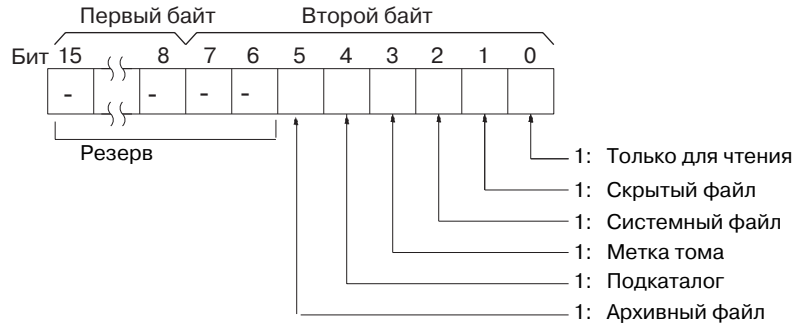 Первый байт Второй байт
Бит 15 8 7 6 5 4 3 2 1 0
- - - -
Резерв
1: Только для чтения
1: Скрытый файл
1: Системный файл
1: Метка тома
1: Подкаталог
1: Архивный файл